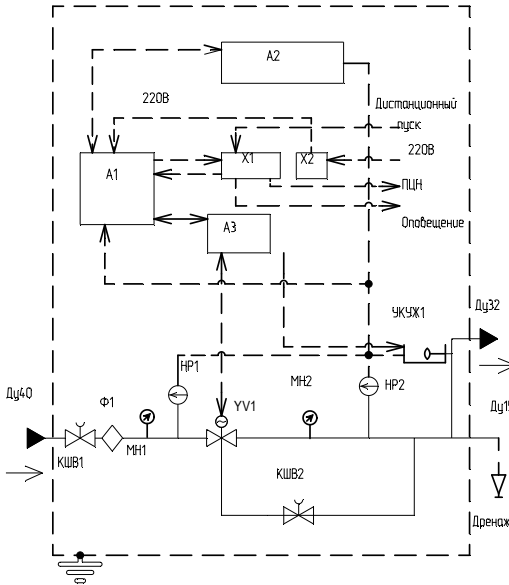 А2
220В
Дистанционный
пуск
Х1
Х2
220В
А1
ПЦН
А3
Оповещение
УКУЖ1
Ду32
НР1
МН2
НР2
Ду40
Ф1
YV1
Ду15
МН1
КШВ1
КШВ2
Дренаж